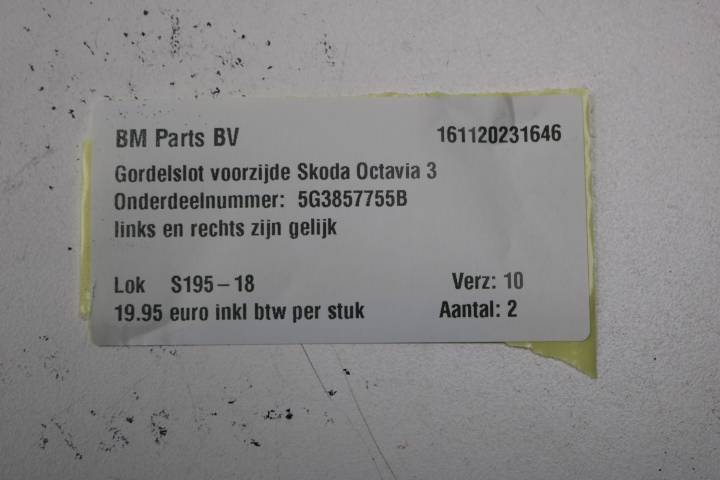 BM Parts BV 161120231646
Gordelslot voorzijde Skoda Octavia 3
Onderdeelnummer: 5G3857755B
links en rechts zijn gelijk
Lok S195-18 Verz: 10
19.95 euro inkl btw per stuk Aantal: 2